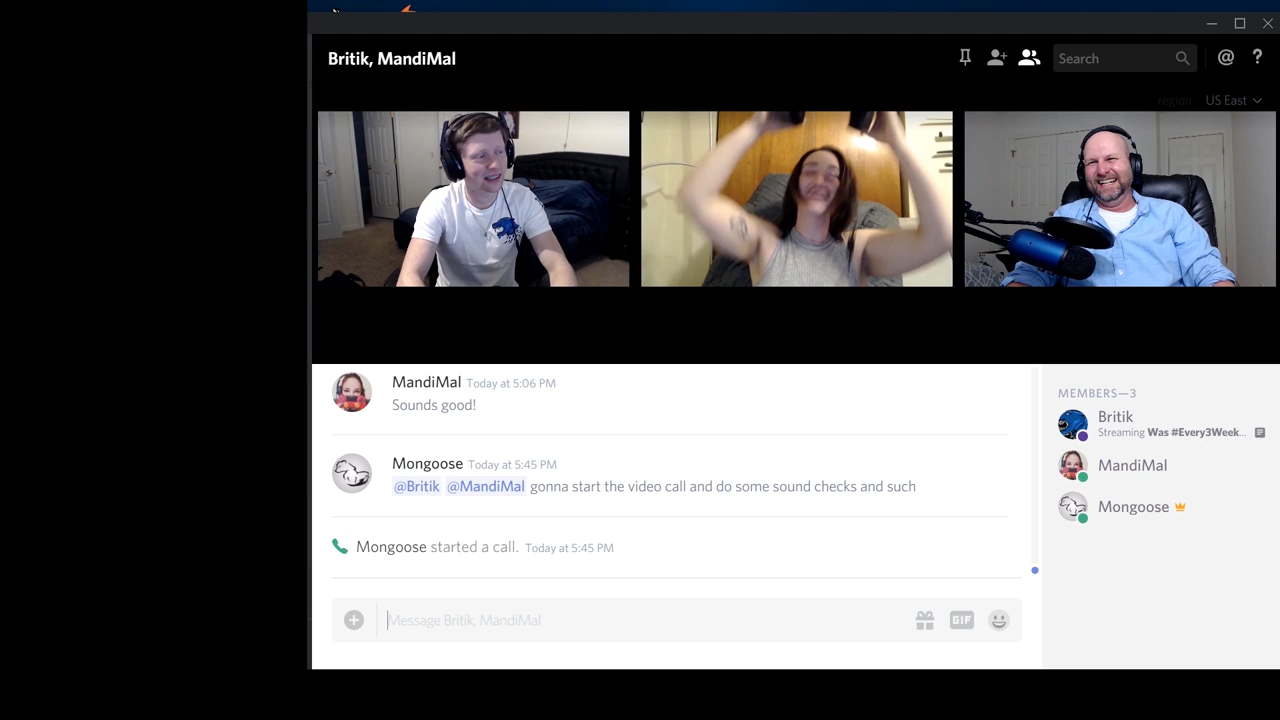 Britik, MandiMal
Search
@
?
region US East
MandiMal Today at 5:06 PM
Sounds good!
Mongoose Today at 5:45 PM
@Britik @MandiMal gonna start the video call and do some sound checks and such
Mongoose started a call. Today at 5:45 PM
Message Britik, MandiMal
GIF
MEMBERS—3
Britik
Streaming Was #Every3Week...
MandiMal
Mongoose